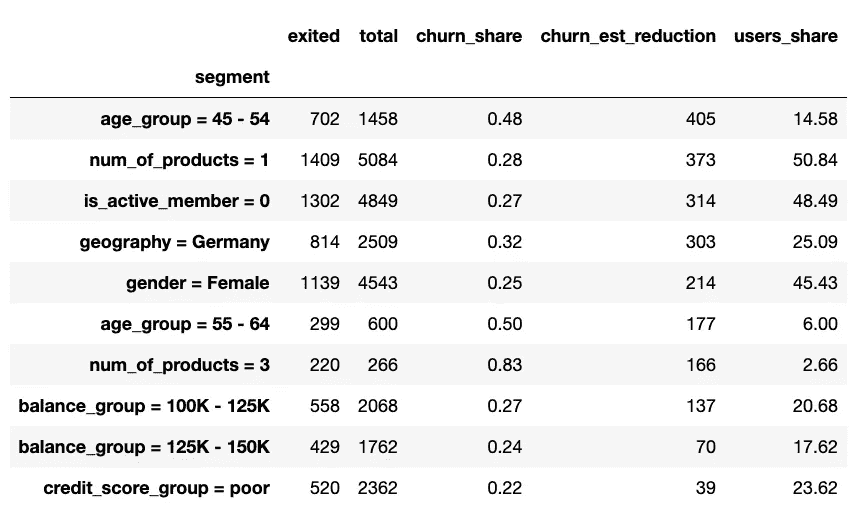 exited total churn_share churn_est_reduction users_share
segment
age_group = 45 - 54 702 1458 0.48 405 14.58
num_of_products = 1 1409 5084 0.28 373 50.84
is_active_member = 0 1302 4849 0.27 314 48.49
geography = Germany 814 2509 0.32 303 25.09
gender = Female 1139 4543 0.25 214 45.43
age_group = 55 - 64 299 600 0.50 177 6.00
num_of_products = 3 220 266 0.83 166 2.66
balance_group = 100K - 125K 558 2068 0.27 137 20.68
balance_group = 125K - 150K 429 1762 0.24 70 17.62
credit_score_group = poor 520 2362 0.22 39 23.62